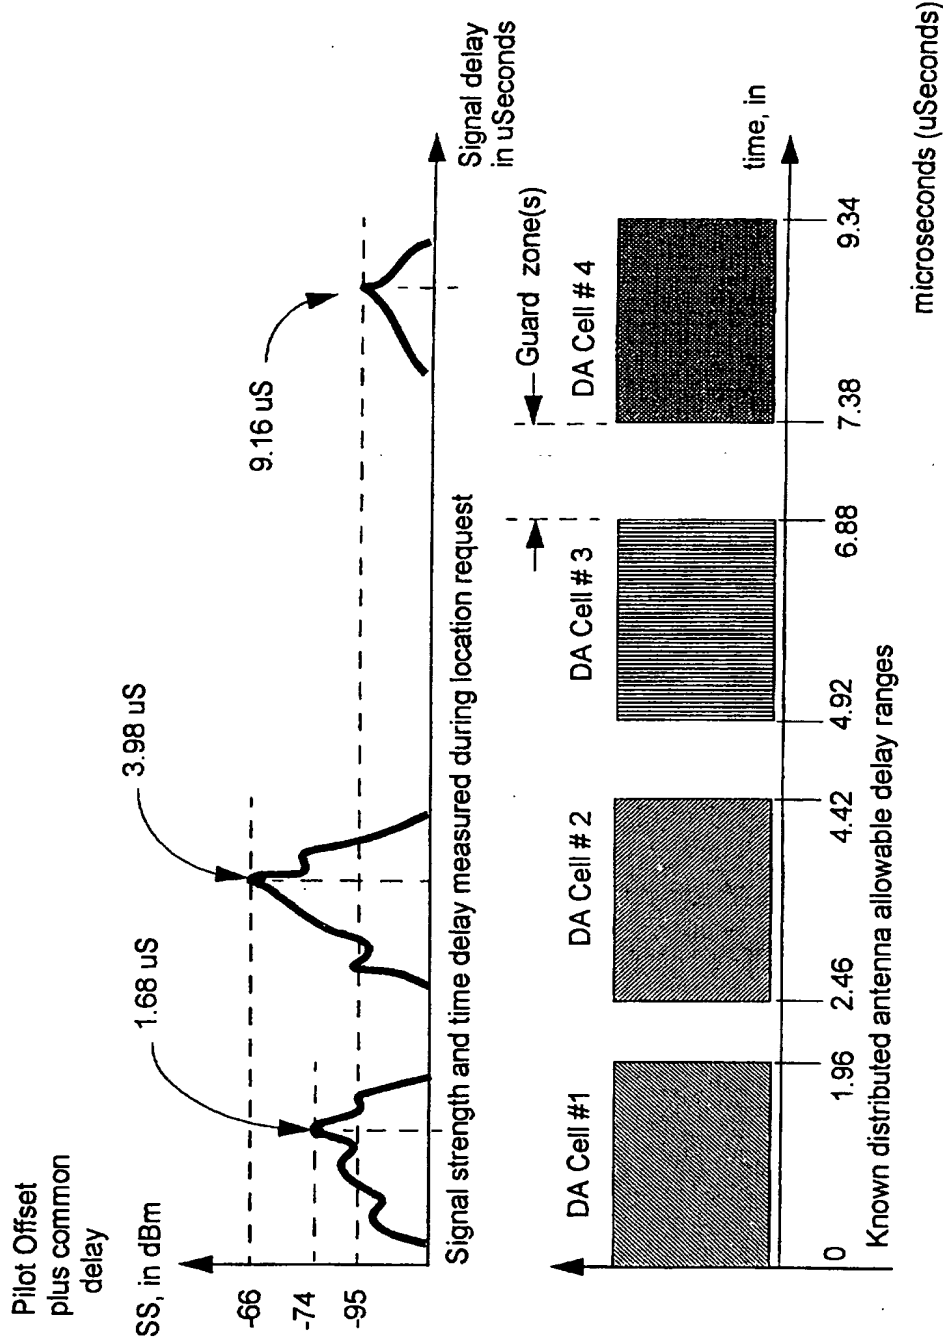 Pilot Offset
plus common
delay
SS, in dBm
-66
-74
-95
1.68 uS
3.98 uS
9.16 uS
Signal delay
in uSeconds
Signal strength and time delay measured during location request
Guard zone(s)
DA Cell #1
DA Cell # 2
DA Cell # 3
DA Cell # 4
time, in
0
1.96
2.46
4.42
4.92
6.88
7.38
9.34
Known distributed antenna allowable delay ranges
microseconds (uSeconds)